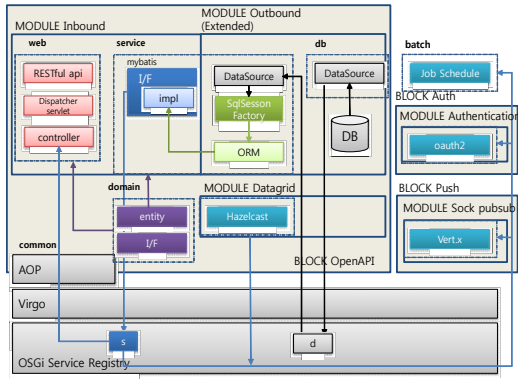 MODULE Outbound
(Extended)
MODULE Inbound
web
service
db
batch
mybatis
RESTful api
I/F
impl
DataSource
DataSource
Job Schedule
Dispatcher
servlet
SqlSesson
Factory
BLOCK Auth
MODULE Authentication
controller
DB
oauth2
ORM
domain
MODULE Datagrid
BLOCK Push
MODULE Sock pubsub
entity
Hazelcast
Vert.x
I/F
common
BLOCK OpenAPI
AOP
Virgo
s
d
OSGi Service Registry